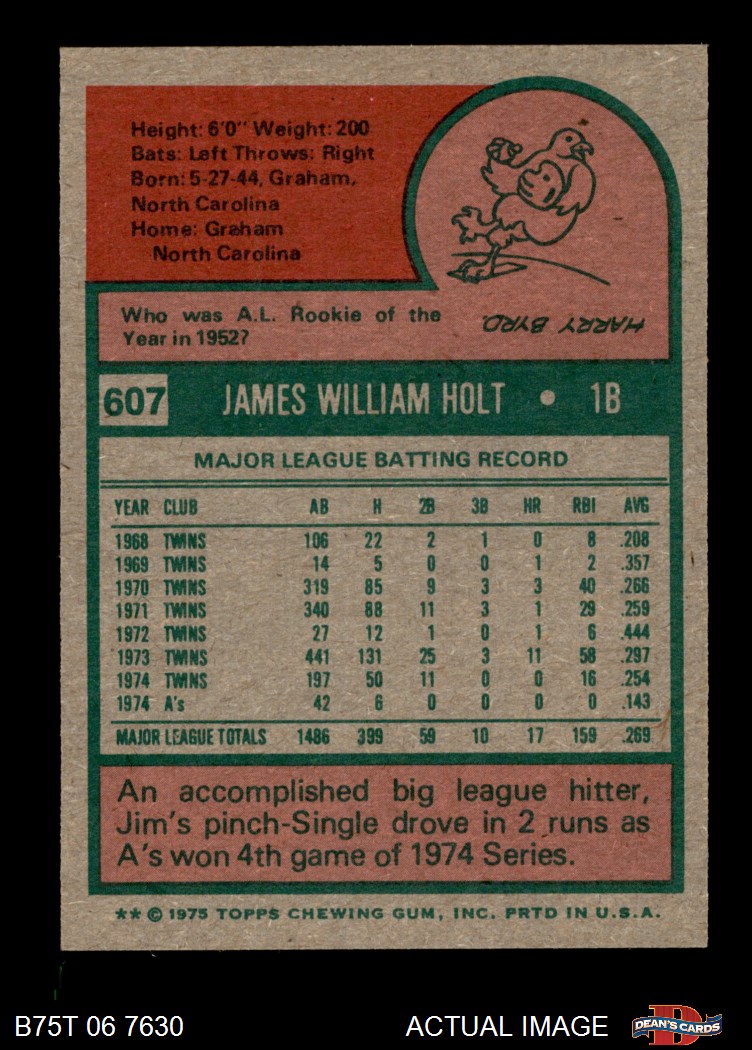 Height: 6'0" Weight: 200
Bats: Left Throws: Right
Born: 5-27-44, Graham,
North Carolina
Home: Graham
North Carolina
Who was A.L. Rookie of the
Year in 1952?
HARRY BYRD.
607 JAMES WILLIAM HOLT • 1B
MAJOR LEAGUE BATTING RECORD
YEAR CLUB AB H 2B 3B HR RBI AVG
1968 TWINS 106 22 2 1 0 8 .208
1969 TWINS 14 5 0 0 1 2 .357
1970 TWINS 319 85 9 3 3 40 .266
1971 TWINS 340 88 11 3 1 29 .259
1972 TWINS 27 12 1 0 1 6 .444
1973 TWINS 441 131 25 3 11 58 .297
1974 TWINS 197 50 11 0 0 16 .254
1974 A's 42 6 0 0 0 0 .143
MAJOR LEAGUE TOTALS 1486 399 59 10 17 159 .269
An accomplished big league hitter,
Jim's pinch-Single drove in 2 runs as
A's won 4th game of 1974 Series.
** © 1975 TOPPS CHEWING GUM, INC. PRTD IN U.S.A.
B75T 06 7630 ACTUAL IMAGE DEAN'S CARDS